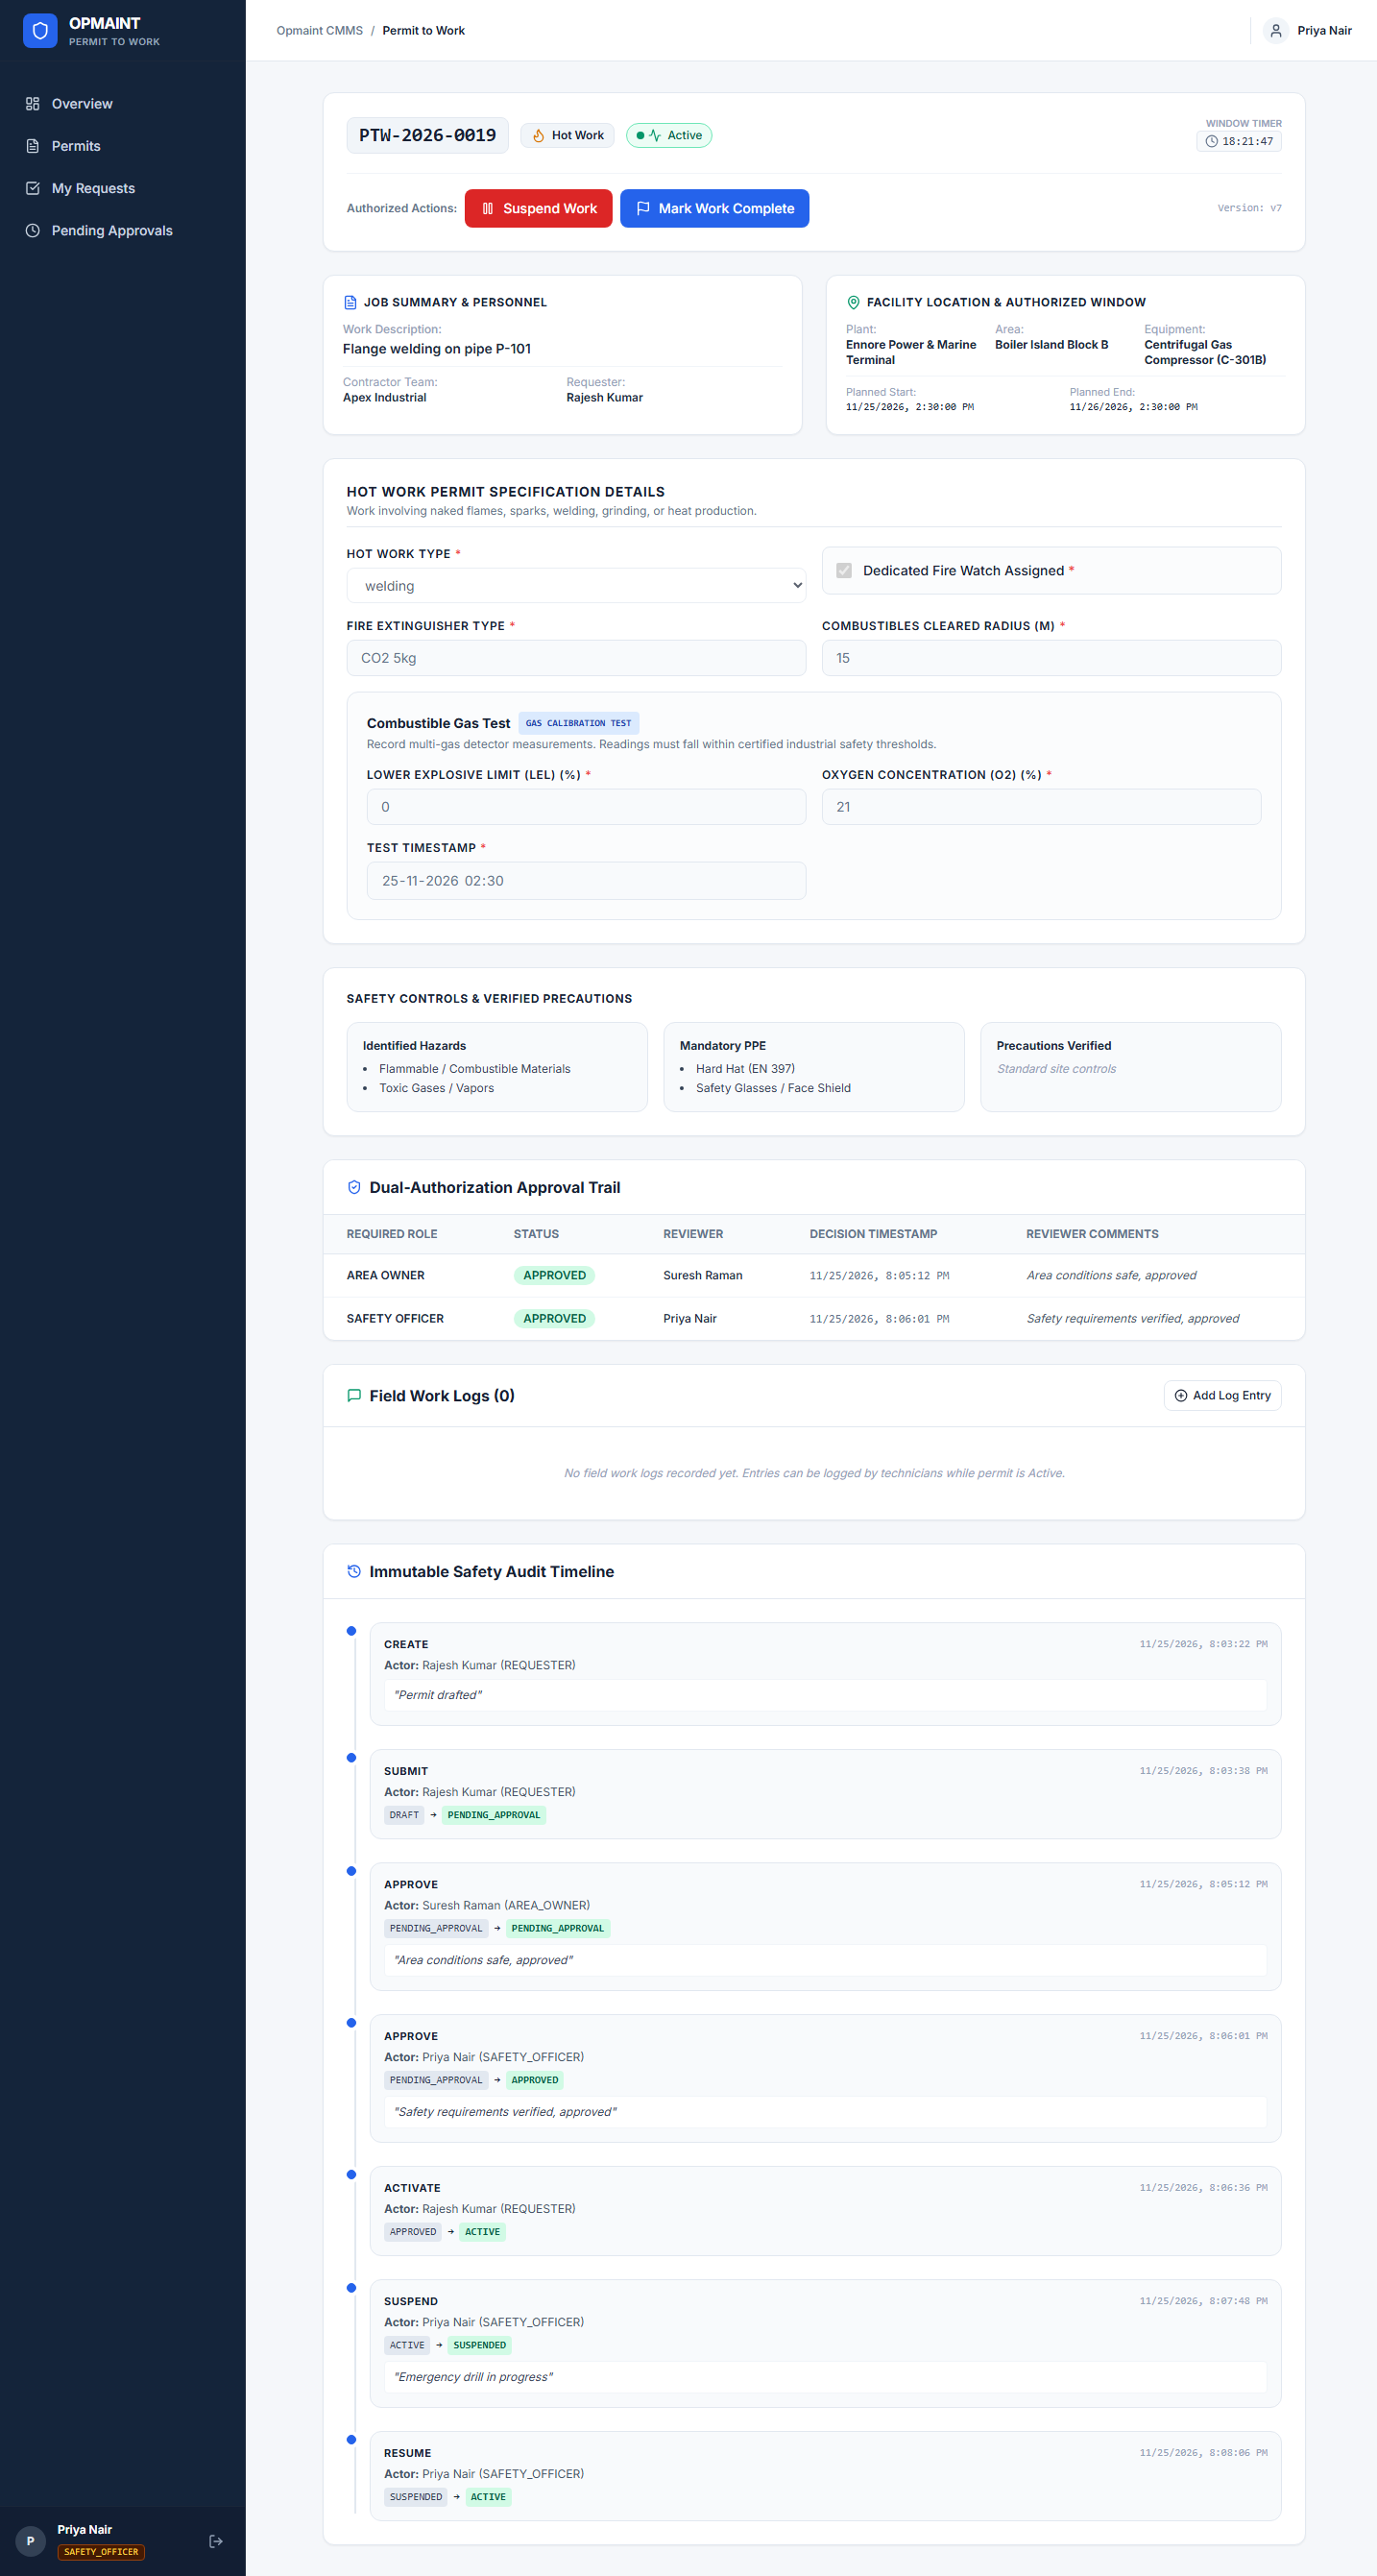 OPMAINT
PERMIT TO WORK
Overview
Permits
My Requests
Pending Approvals
Opmaint CMMS / Permit to Work
Priya Nair
PTW-2026-0019
Hot Work
Active
WINDOW TIMER
18:21:47
Authorized Actions:
Suspend Work
Mark Work Complete
Version: v7
JOB SUMMARY & PERSONNEL
Work Description:
Flange welding on pipe P-101
Contractor Team:
Apex Industrial
Requester:
Rajesh Kumar
FACILITY LOCATION & AUTHORIZED WINDOW
Plant:
Ennore Power & Marine
Terminal
Area:
Boiler Island Block B
Equipment:
Centrifugal Gas
Compressor (C-301B)
Planned Start:
11/25/2026, 2:30:00 PM
Planned End:
11/26/2026, 2:30:00 PM
HOT WORK PERMIT SPECIFICATION DETAILS
Work involving naked flames, sparks, welding, grinding, or heat production.
HOT WORK TYPE *
welding
Dedicated Fire Watch Assigned *
FIRE EXTINGUISHER TYPE *
CO2 5kg
COMBUSTIBLES CLEARED RADIUS (M) *
15
Combustible Gas Test
GAS CALIBRATION TEST
Record multi-gas detector measurements. Readings must fall within certified industrial safety thresholds.
LOWER EXPLOSIVE LIMIT (LEL) (%) *
0
OXYGEN CONCENTRATION (O2) (%) *
21
TEST TIMESTAMP *
25-11-2026 02:30
SAFETY CONTROLS & VERIFIED PRECAUTIONS
Identified Hazards
• Flammable / Combustible Materials
• Toxic Gases / Vapors
Mandatory PPE
• Hard Hat (EN 397)
• Safety Glasses / Face Shield
Precautions Verified
Standard site controls
Dual-Authorization Approval Trail
REQUIRED ROLE STATUS REVIEWER DECISION TIMESTAMP REVIEWER COMMENTS
AREA OWNER APPROVED Suresh Raman 11/25/2026, 8:05:12 PM Area conditions safe, approved
SAFETY OFFICER APPROVED Priya Nair 11/25/2026, 8:06:01 PM Safety requirements verified, approved
Field Work Logs (0)
Add Log Entry
No field work logs recorded yet. Entries can be logged by technicians while permit is Active.
Immutable Safety Audit Timeline
CREATE
11/25/2026, 8:03:22 PM
Actor: Rajesh Kumar (REQUESTER)
"Permit drafted"
SUBMIT
11/25/2026, 8:03:38 PM
Actor: Rajesh Kumar (REQUESTER)
DRAFT → PENDING_APPROVAL
APPROVE
11/25/2026, 8:05:12 PM
Actor: Suresh Raman (AREA_OWNER)
PENDING_APPROVAL → PENDING_APPROVAL
"Area conditions safe, approved"
APPROVE
11/25/2026, 8:06:01 PM
Actor: Priya Nair (SAFETY_OFFICER)
PENDING_APPROVAL → APPROVED
"Safety requirements verified, approved"
ACTIVATE
11/25/2026, 8:06:36 PM
Actor: Rajesh Kumar (REQUESTER)
APPROVED → ACTIVE
SUSPEND
11/25/2026, 8:07:48 PM
Actor: Priya Nair (SAFETY_OFFICER)
ACTIVE → SUSPENDED
"Emergency drill in progress"
RESUME
11/25/2026, 8:08:06 PM
Actor: Priya Nair (SAFETY_OFFICER)
SUSPENDED → ACTIVE
P
Priya Nair
SAFETY_OFFICER